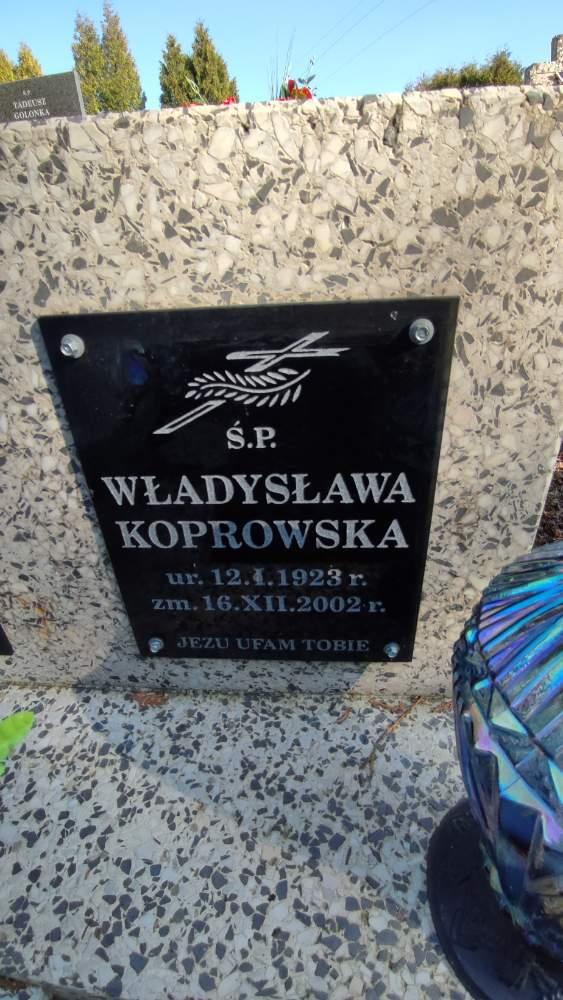 Ś.P.
TADEUSZ
GOLONKA
Ś.P.
WŁADYSŁAWA
KOPROWSKA
ur. 12.I.1923 r.
zm. 16.XII.2002 r.
JEZU UFAM TOBIE